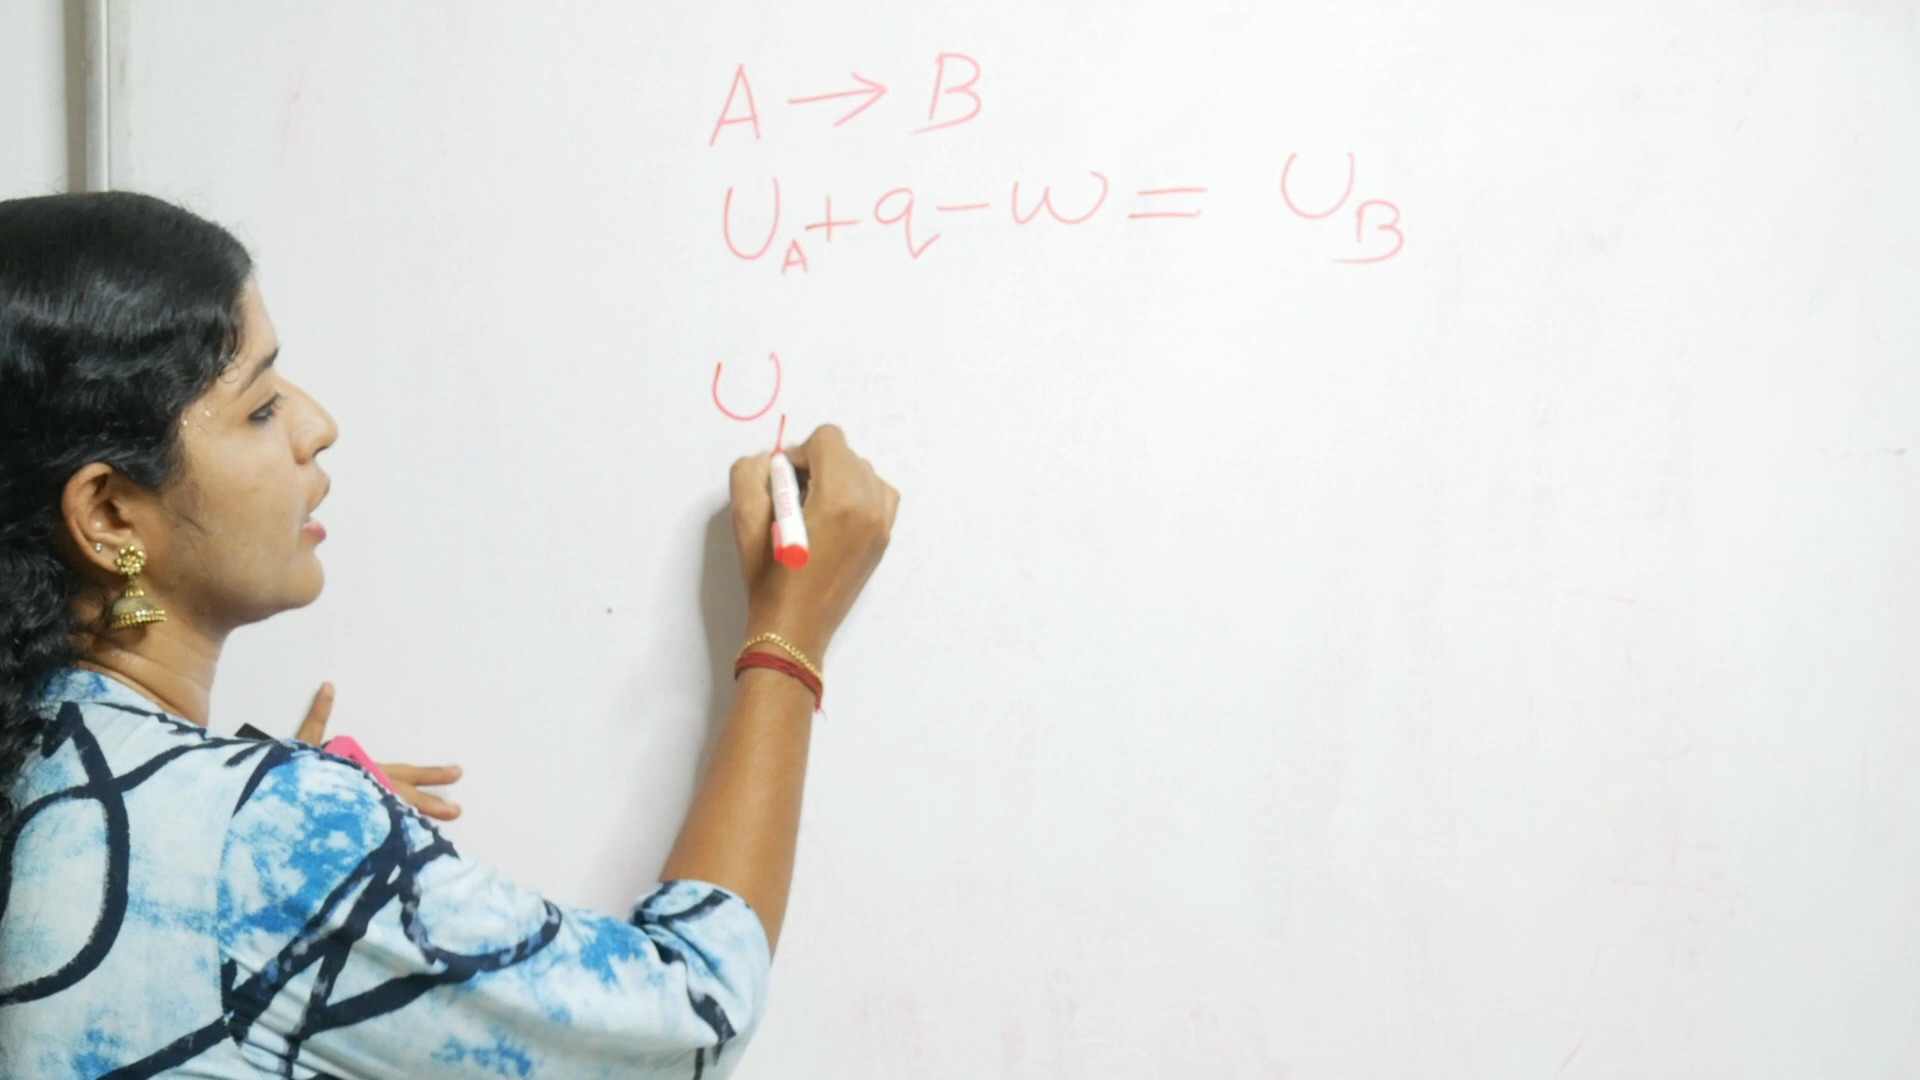 A → B
U_A + q - w = U_B
U